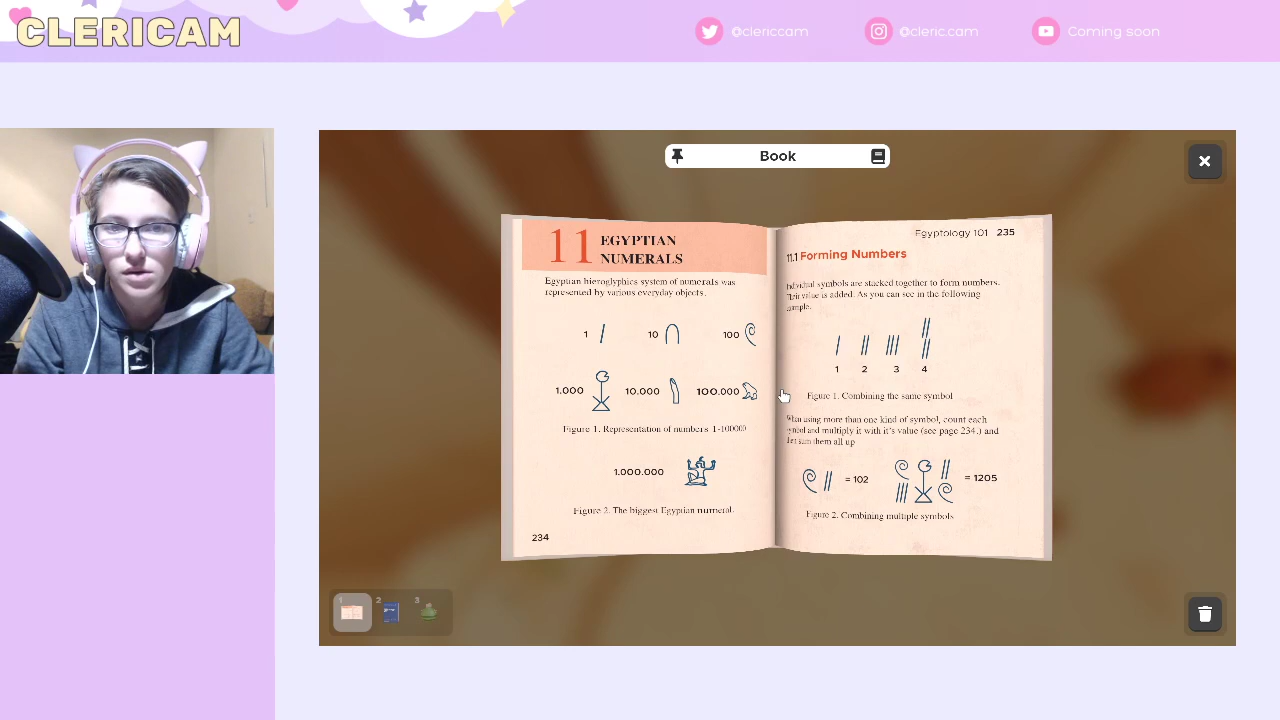 CLERICAM
@clericcam
@cleric.cam
Coming soon
Book
11 EGYPTIAN
NUMERALS
Egyptian hieroglyphics system of numerals was
represented by various everyday objects.
1
10
100
1.000
10.000
100.000
Figure 1. Representation of numbers 1-100000
1.000.000
Figure 2. The biggest Egyptian numeral.
234
Egyptology 101 235
11.1 Forming Numbers
symbols are stacked together to form numbers.
value is added. As you can see in the following
1 2 3 4
Figure 1. Combining the same symbol
When using more than one kind of symbol, count each
symbol and multiply it with it's value (see page 234.) and
sum them all up
= 102
= 1205
Figure 2. Combining multiple symbols
1 2 3